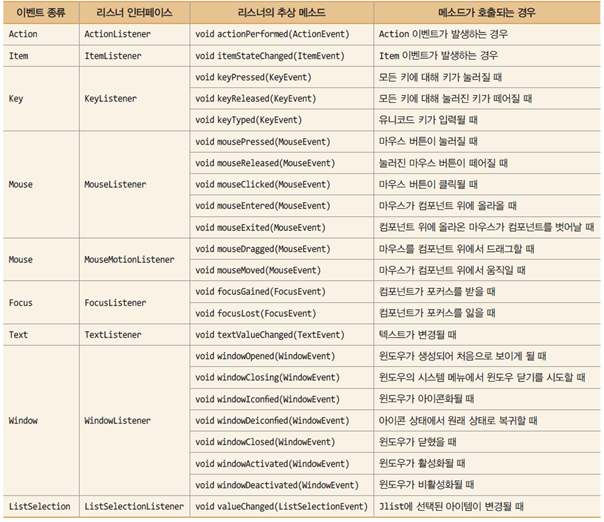 이벤트 종류 리스너 인터페이스 리스너의 추상 메소드 메소드가 호출되는 경우
Action ActionListener void actionPerformed(ActionEvent) Action 이벤트가 발생하는 경우
Item ItemListener void itemStateChanged(ItemEvent) Item 이벤트가 발생하는 경우
Key KeyListener void keyPressed(KeyEvent) 모든 키에 대해 키가 눌러질 때
void keyReleased(KeyEvent) 모든 키에 대해 눌러진 키가 떼어질 때
void keyTyped(KeyEvent) 유니코드 키가 입력될 때
Mouse MouseListener void mousePressed(MouseEvent) 마우스 버튼이 눌러질 때
void mouseReleased(MouseEvent) 눌러진 마우스 버튼이 떼어질 때
void mouseClicked(MouseEvent) 마우스 버튼이 클릭될 때
void mouseEntered(MouseEvent) 마우스가 컴포넌트 위에 올라올 때
void mouseExited(MouseEvent) 컴포넌트 위에 올라온 마우스가 컴포넌트를 벗어날 때
Mouse MouseMotionListener void mouseDragged(MouseEvent) 마우스를 컴포넌트 위에서 드래그할 때
void mouseMoved(MouseEvent) 마우스가 컴포넌트 위에서 움직일 때
Focus FocusListener void focusGained(FocusEvent) 컴포넌트가 포커스를 받을 때
void focusLost(FocusEvent) 컴포넌트가 포커스를 잃을 때
Text TextListener void textValueChanged(TextEvent) 텍스트가 변경될 때
Window WindowListener void windowOpened(WindowEvent) 윈도우가 생성되어 처음으로 보이게 될 때
void windowClosing(WindowEvent) 윈도우의 시스템 메뉴에서 윈도우 닫기를 시도할 때
void windowIconfied(WindowEvent) 윈도우가 아이콘화될 때
void windowDeiconfied(WindowEvent) 아이콘 상태에서 원래 상태로 복귀할 때
void windowClosed(WindowEvent) 윈도우가 닫혔을 때
void windowActivated(WindowEvent) 윈도우가 활성화될 때
void windowDeactivated(WindowEvent) 윈도우가 비활성화될 때
ListSelection ListSelectionListener void valueChanged(ListSelectionEvent) Jlist에 선택된 아이템이 변경될 때